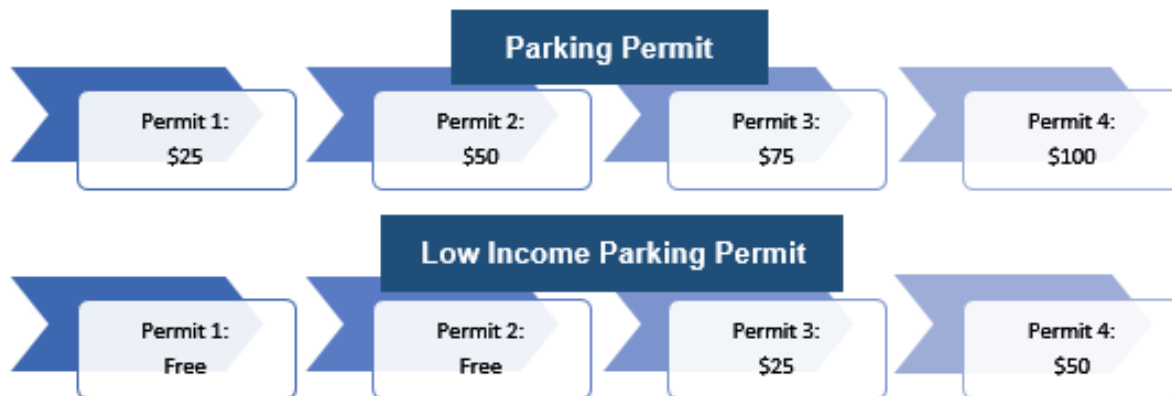 Parking Permit
Permit 1:
$25
Permit 2:
$50
Permit 3:
$75
Permit 4:
$100
Low Income Parking Permit
Permit 1:
Free
Permit 2:
Free
Permit 3:
$25
Permit 4:
$50